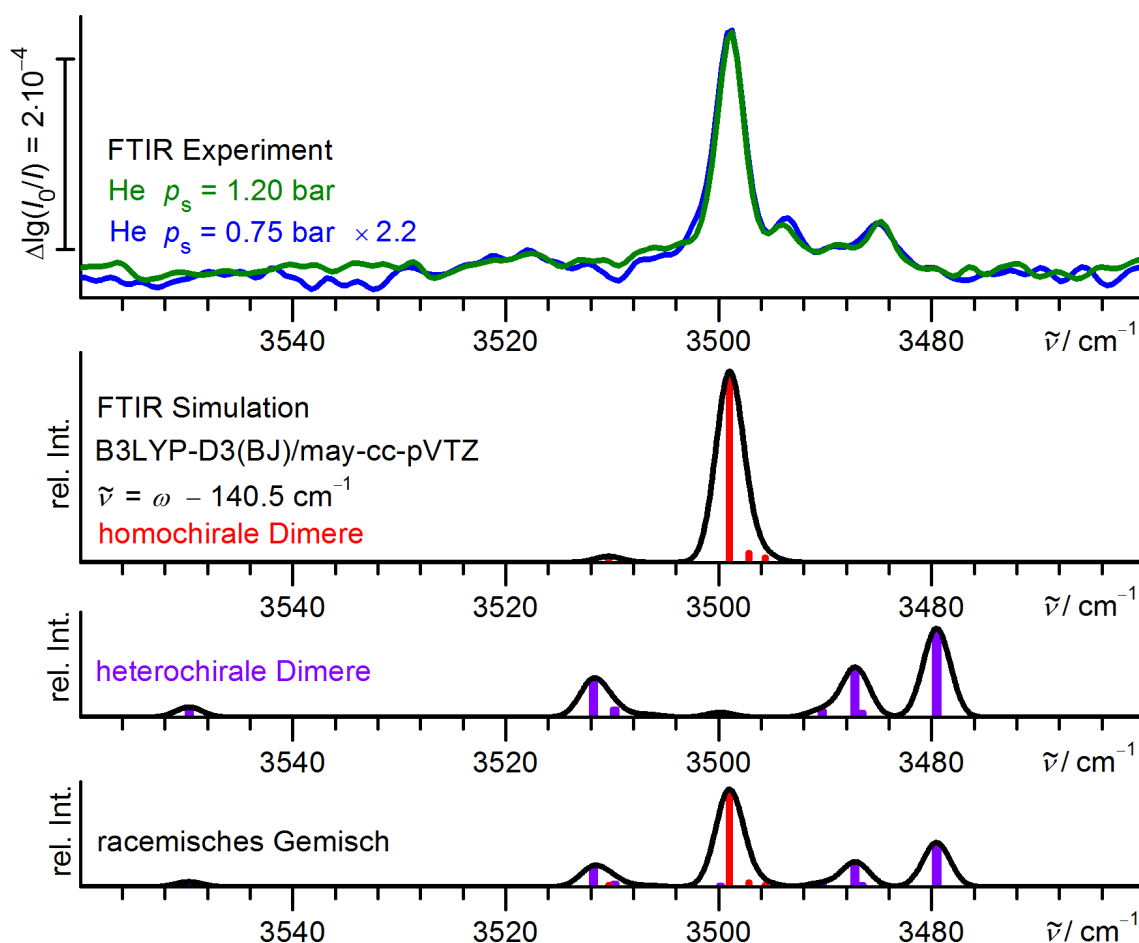 Δlg(I₀/I) = 2·10⁻⁴
FTIR Experiment
He pₛ = 1.20 bar
He pₛ = 0.75 bar × 2.2
3540 3520 3500 3480 ν̃ / cm⁻¹
rel. Int.
FTIR Simulation
B3LYP-D3(BJ)/may-cc-pVTZ
ν̃ = ω − 140.5 cm⁻¹
homochirale Dimere
3540 3520 3500 3480 ν̃ / cm⁻¹
rel. Int.
heterochirale Dimere
3540 3520 3500 3480 ν̃ / cm⁻¹
rel. Int.
racemisches Gemisch
3540 3520 3500 3480 ν̃ / cm⁻¹